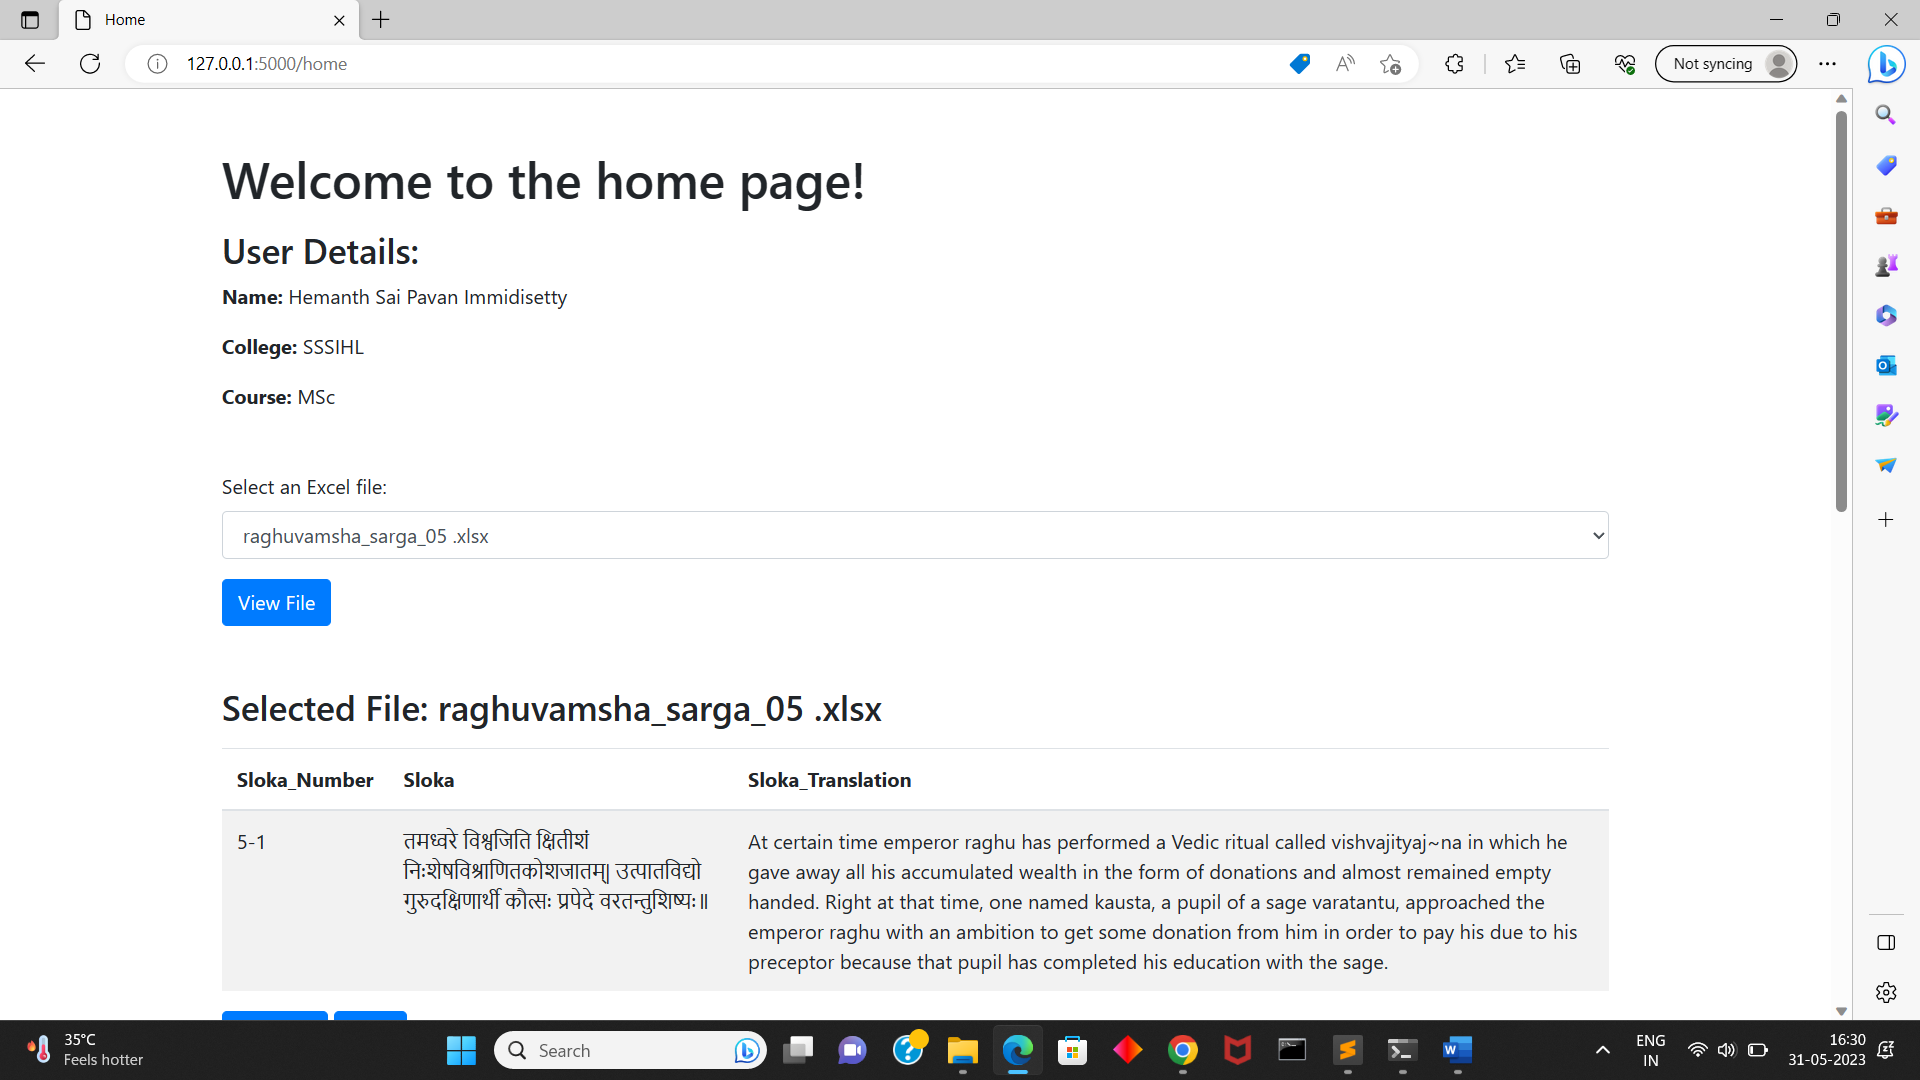 Home
127.0.0.1:5000/home
Not syncing
Welcome to the home page!
User Details:
Name: Hemanth Sai Pavan Immidisetty
College: SSSIHL
Course: MSc
Select an Excel file:
raghuvamsha_sarga_05 .xlsx
View File
Selected File: raghuvamsha_sarga_05 .xlsx
Sloka_Number Sloka Sloka_Translation
5-1
तमध्वरे विश्वजिति क्षितीशं
निःशेषविश्राणितकोशजातम्| उत्पातविद्यो
गुरुदक्षिणार्थी कौत्सः प्रपेदे वरतन्तुशिष्यः॥
At certain time emperor raghu has performed a Vedic ritual called vishvajityaj~na in which he
gave away all his accumulated wealth in the form of donations and almost remained empty
handed. Right at that time, one named kausta, a pupil of a sage varatantu, approached the
emperor raghu with an ambition to get some donation from him in order to pay his due to his
preceptor because that pupil has completed his education with the sage.
35°C
Feels hotter
Search
ENG
IN
16:30
31-05-2023